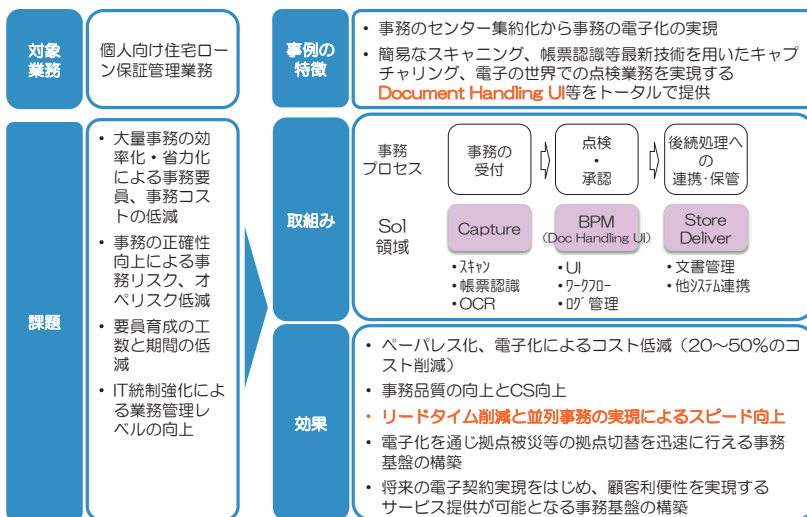 対象
業務
個人向け住宅ロー
ン保証管理業務
課題
• 大量事務の効
率化・省力化
による事務要
員、事務コス
トの低減
• 事務の正確性
向上による事
務リスク、オ
ペリスク低減
• 要員育成の工
数と期間の低
減
• IT統制強化によ
る業務管理レ
ベルの向上
事例の
特徴
• 事務のセンター集約化から事務の電子化の実現
• 簡易なスキャニング、帳票認識等最新技術を用いたキャプ
チャリング、電子の世界での点検業務を実現する
Document Handling UI等をトータルで提供
取組み
事務
プロセス
事務の
受付
点検
・
承認
後続処理へ
の
連携・保管
Sol
領域
Capture
BPM
(Doc Handling UI)
Store
Deliver
・ｽｷｬﾝ
・帳票認識
・OCR
・UI
・ﾜｰｸﾌﾛｰ
・ﾛｸﾞ管理
・文書管理
・他ｼｽﾃﾑ連携
効果
• ペーパレス化、電子化によるコスト低減（20～50%のコ
スト削減）
• 事務品質の向上とCS向上
• リードタイム削減と並列事務の実現によるスピード向上
• 電子化を通じ拠点被災等の拠点切替を迅速に行える事務
基盤の構築
• 将来の電子契約実現をはじめ、顧客利便性を実現する
サービス提供が可能となる事務基盤の構築